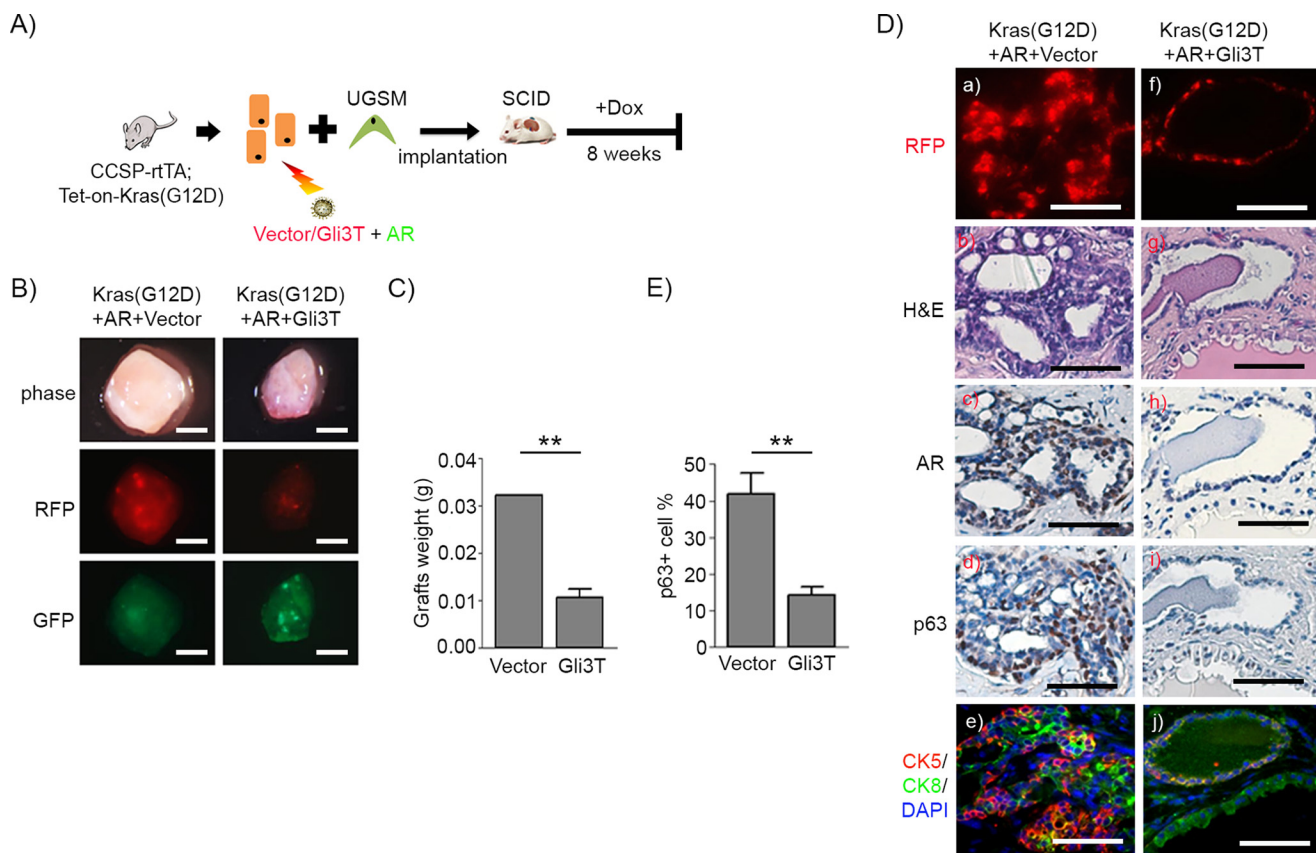 A)
CCSP-rtTA;
Tet-on-Kras(G12D)
UGSM
Vector/Gli3T + AR
implantation
SCID
+Dox
8 weeks
B)
Kras(G12D)
+AR+Vector
Kras(G12D)
+AR+Gli3T
phase
RFP
GFP
C)
Grafts weight (g)
0.04
0.03
0.02
0.01
0.00
**
Vector
Gli3T
E)
p63+ cell %
50
40
30
20
10
0
**
Vector
Gli3T
D)
Kras(G12D)
+AR+Vector
Kras(G12D)
+AR+Gli3T
RFP
a)
f)
H&E
b)
g)
AR
c)
h)
p63
d)
i)
CK5/
CK8/
DAPI
e)
j)